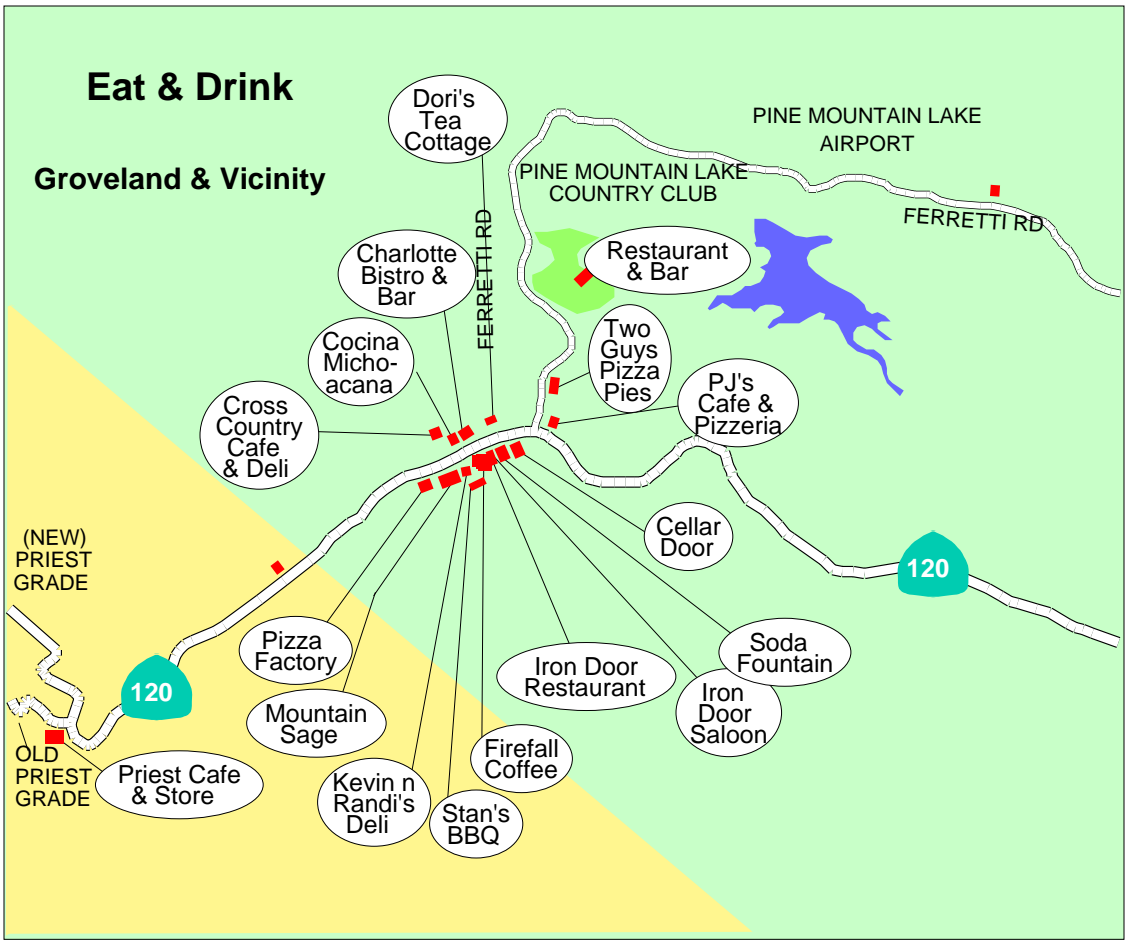 Eat & Drink
Groveland & Vicinity
Dori's
Tea
Cottage
PINE MOUNTAIN LAKE
AIRPORT
PINE MOUNTAIN LAKE
COUNTRY CLUB
FERRETTI RD
FERRETTI RD
Charlotte
Bistro &
Bar
Restaurant
& Bar
Cocina
Micho-
acana
Two
Guys
Pizza
Pies
PJ's
Cafe &
Pizzeria
Cross
Country
Cafe
& Deli
Cellar
Door
(NEW)
PRIEST
GRADE
120
120
Pizza
Factory
Mountain
Sage
Iron Door
Restaurant
Soda
Fountain
Iron
Door
Saloon
Firefall
Coffee
Kevin n
Randi's
Deli
Stan's
BBQ
OLD
PRIEST
GRADE
Priest Cafe
& Store